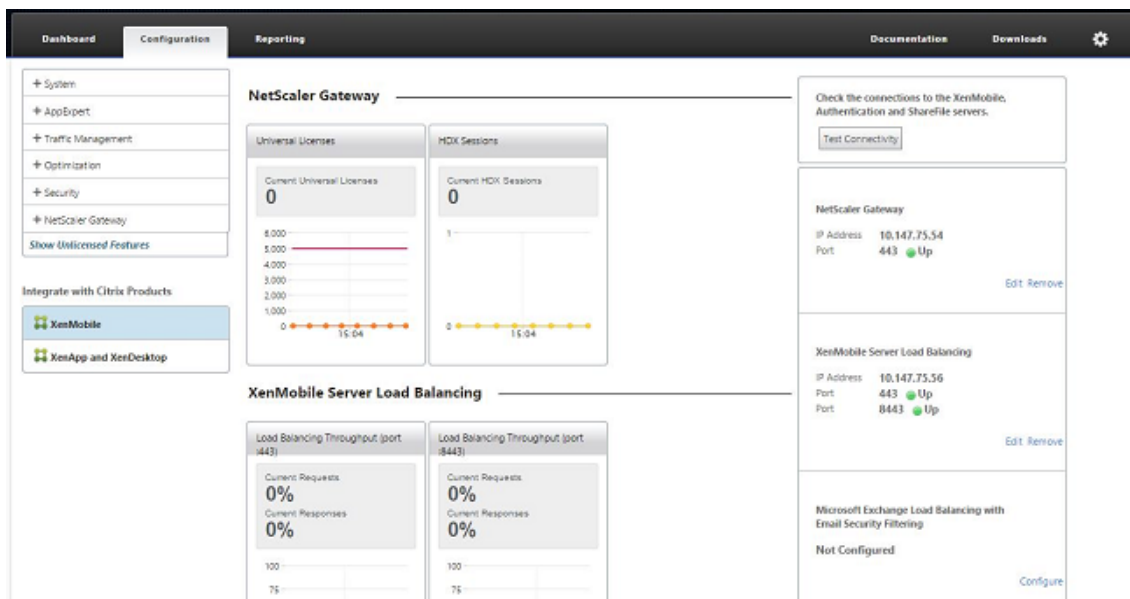 Dashboard
Configuration
Reporting
Documentation
Downloads
+ System
+ AppExpert
+ Traffic Management
+ Optimization
+ Security
+ NetScaler Gateway
Show Unlicensed Features
Integrate with Citrix Products
XenMobile
XenApp and XenDesktop
NetScaler Gateway
Universal Licenses
Current Universal Licenses
0
6,000
5,000
4,000
3,000
2,000
1,000
0
15:04
HDX Sessions
Current HDX Sessions
0
1
0
15:04
XenMobile Server Load Balancing
Load Balancing Throughput (port
:443)
Current Requests
0%
Current Responses
0%
100
75
Load Balancing Throughput (port
:8443)
Current Requests
0%
Current Responses
0%
100
75
Check the connections to the XenMobile,
Authentication and ShareFile servers.
Test Connectivity
NetScaler Gateway
IP Address 10.147.75.54
Port 443 Up
Edit Remove
XenMobile Server Load Balancing
IP Address 10.147.75.56
Port 443 Up
Port 8443 Up
Edit Remove
Microsoft Exchange Load Balancing with
Email Security Filtering
Not Configured
Configure